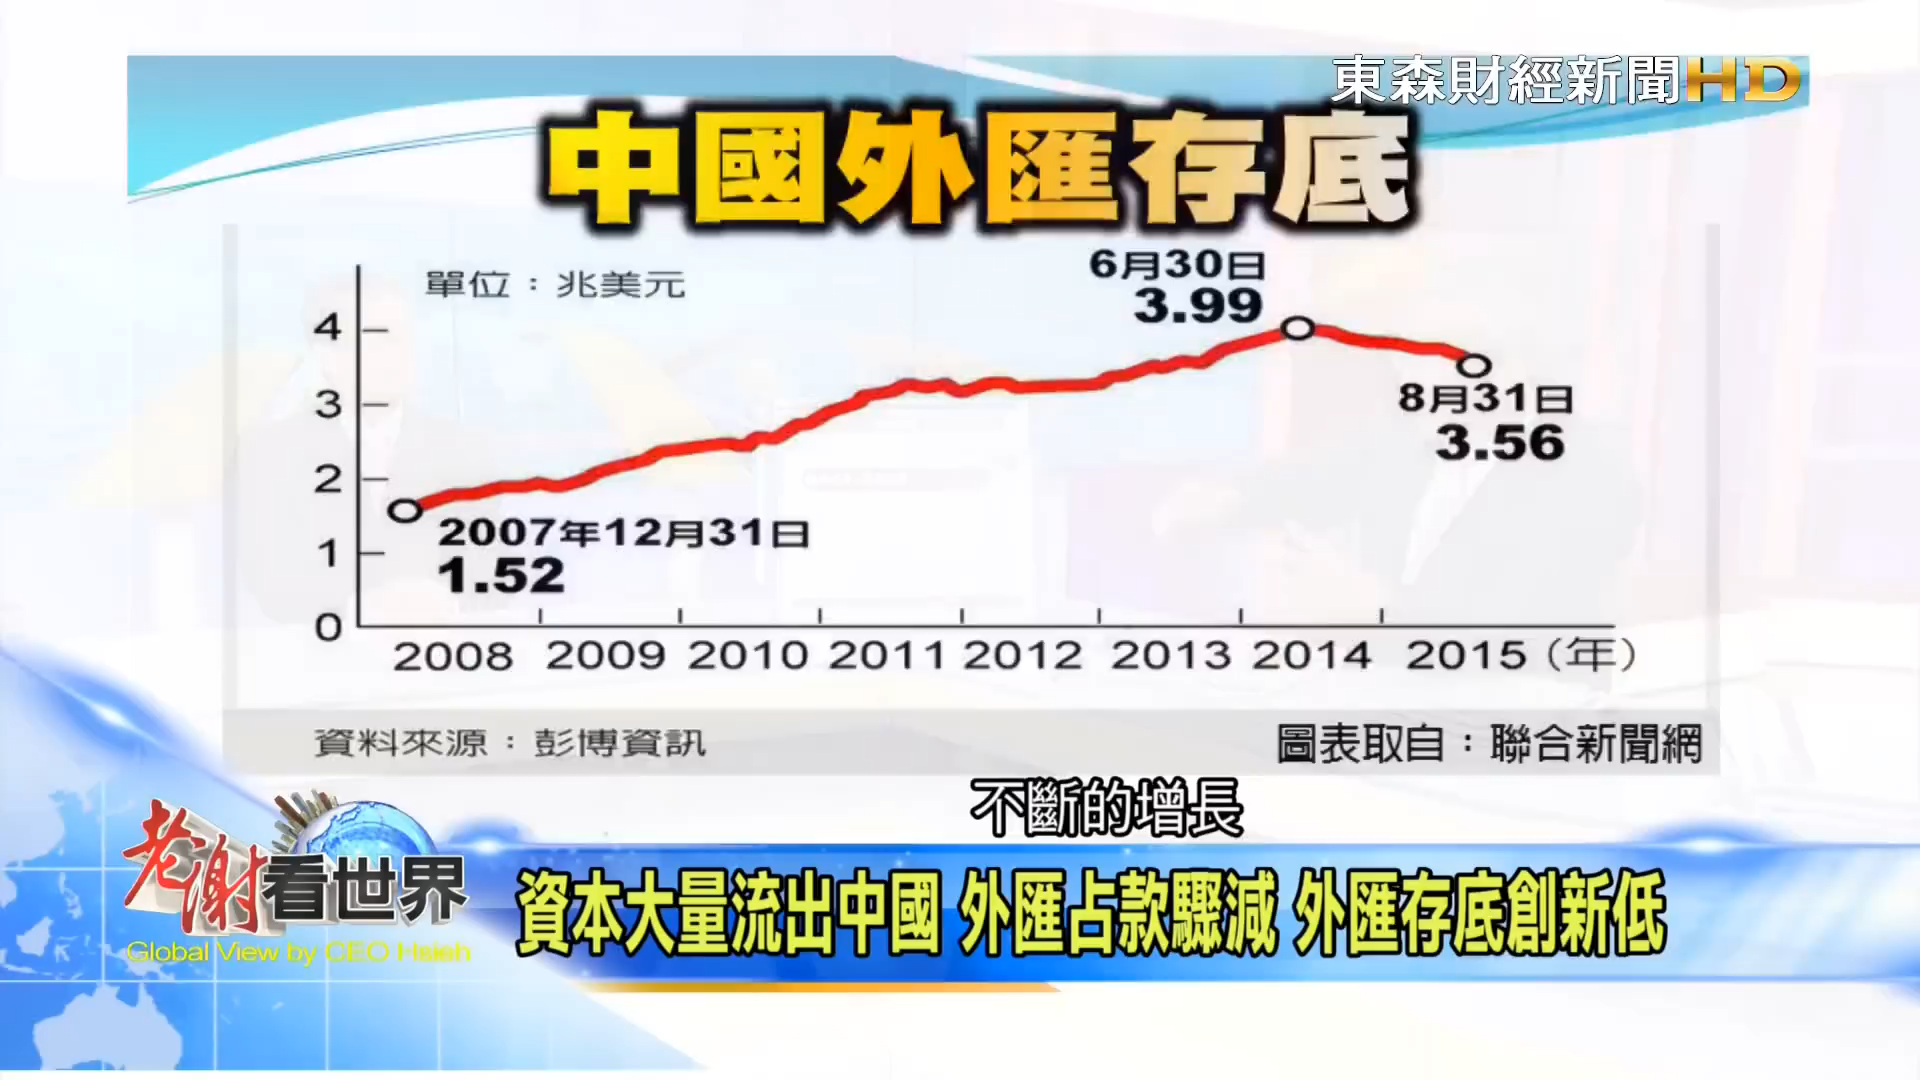 東森財經新聞HD
中國外匯存底
單位：兆美元
6月30日
3.99
4
3
2
1
0
8月31日
3.56
2007年12月31日
1.52
2008 2009 2010 2011 2012 2013 2014 2015（年）
資料來源：彭博資訊
圖表取自：聯合新聞網
不斷的增長
老謝看世界
Global View by CEO Hsieh
資本大量流出中國 外匯占款驟減 外匯存底創新低